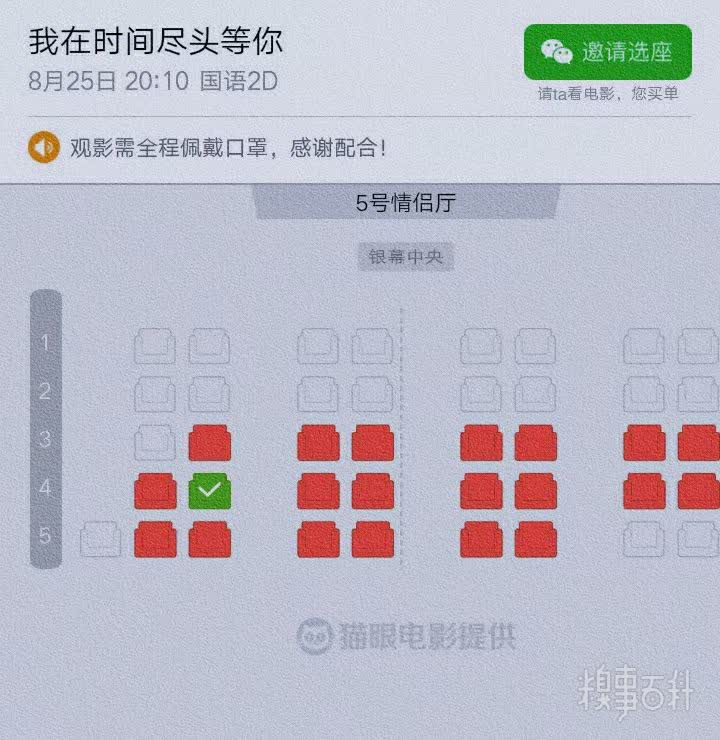 我在时间尽头等你
邀请选座
8月25日 20:10 国语2D
请ta看电影，您买单
观影需全程佩戴口罩，感谢配合！
5号情侣厅
银幕中央
1
2
3
4
5
猫眼电影提供
糗事百科